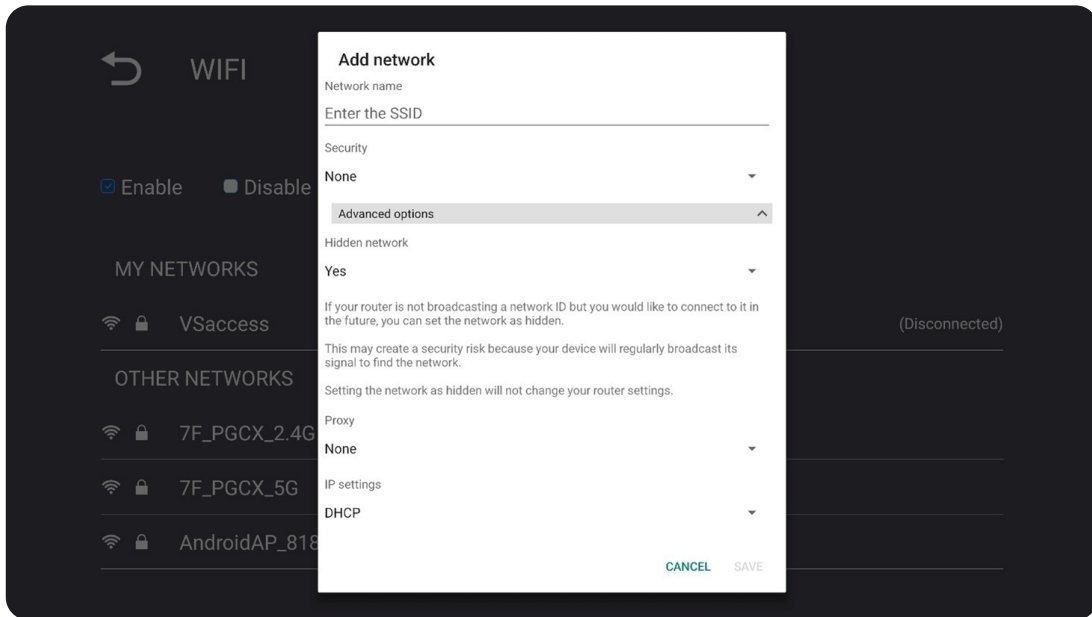 WIFI
Enable
Disable
MY NETWORKS
VSaccess
(Disconnected)
OTHER NETWORKS
7F_PGCX_2.4G
7F_PGCX_5G
AndroidAP_818
Add network
Network name
Enter the SSID
Security
None
Advanced options
Hidden network
Yes
If your router is not broadcasting a network ID but you would like to connect to it in
the future, you can set the network as hidden.
This may create a security risk because your device will regularly broadcast its
signal to find the network.
Setting the network as hidden will not change your router settings.
Proxy
None
IP settings
DHCP
CANCEL
SAVE